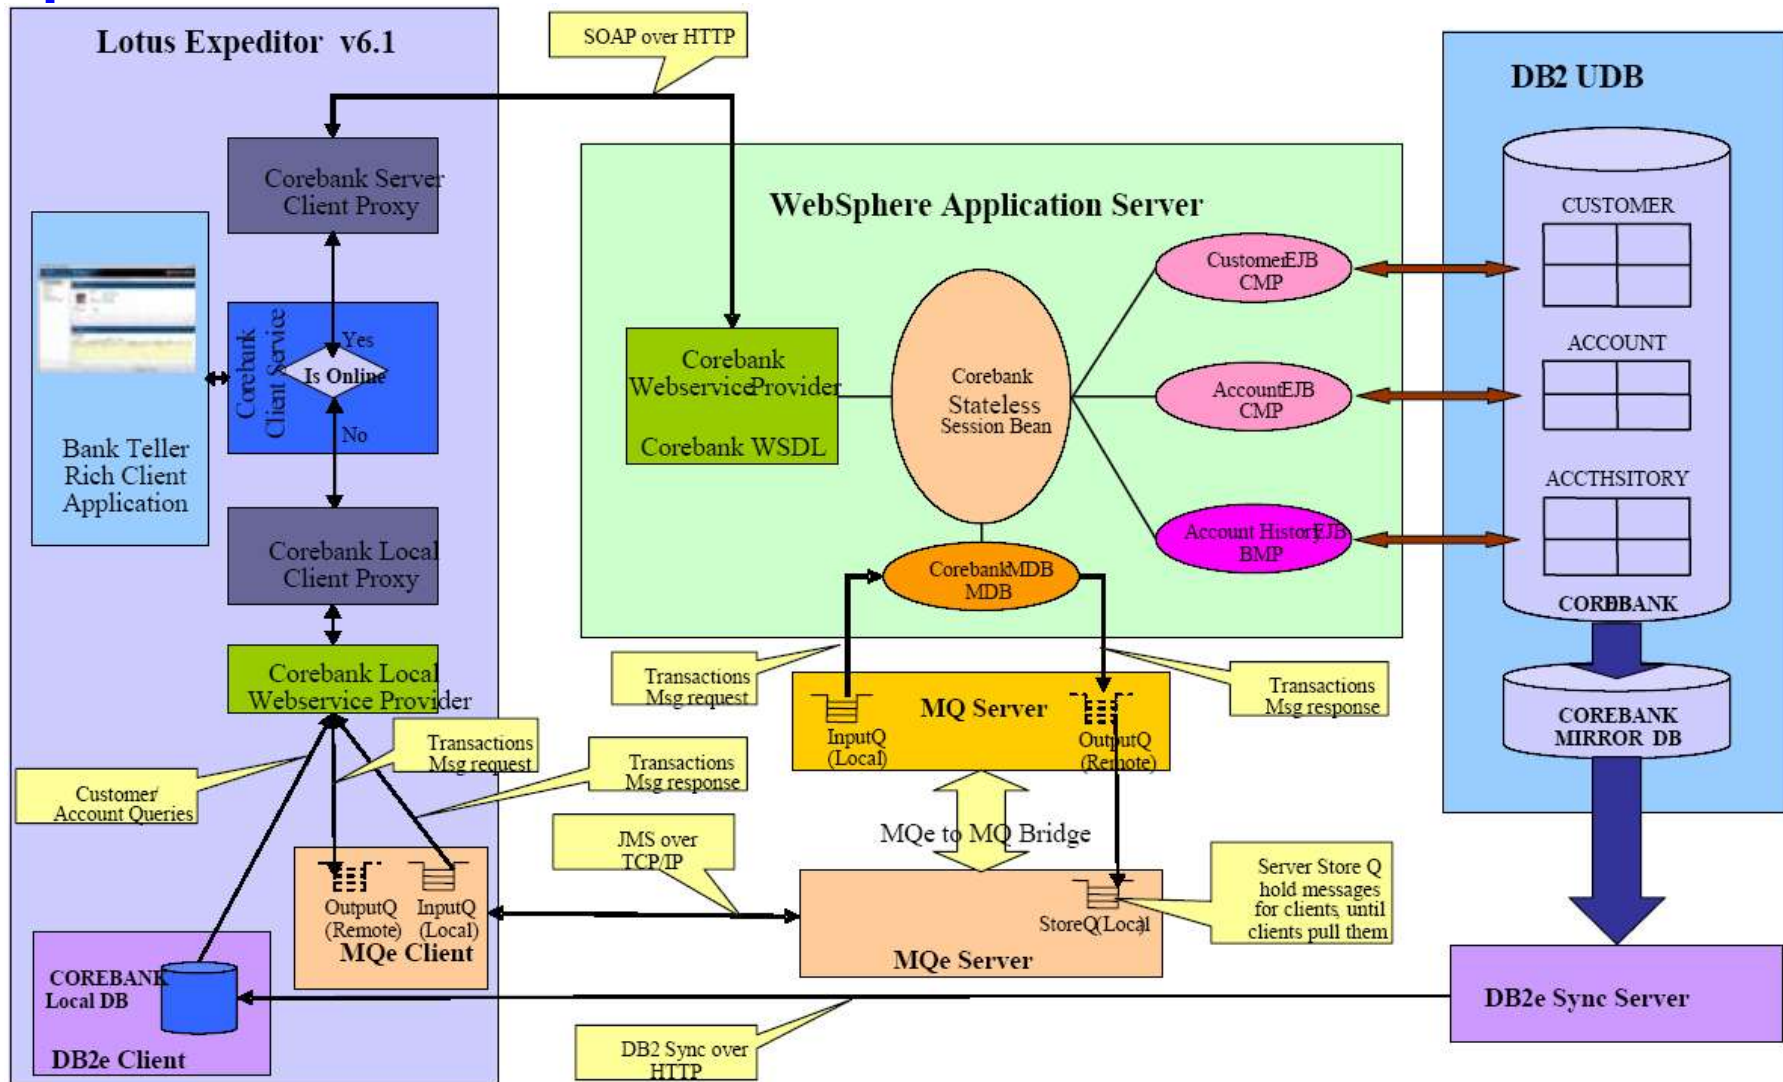 Lotus Expeditor v6.1
SOAP over HTTP
DB2 UDB
Corebank Server
Client Proxy
WebSphere Application Server
CUSTOMER
Bank Teller
Rich Client
Application
Corebank
Client Service
Yes
Is Online
No
Corebank
WebserviceProvider
Corebank WSDL
Corebank
Stateless
Session Bean
CustomerEJB
CMP
AccountEJB
CMP
ACCOUNT
Account HistoryEJB
BMP
ACCTHSITORY
Corebank Local
Client Proxy
CorebankMDB
MDB
Corebank Local
Webservice Provider
Transactions
Msg request
MQ Server
InputQ
(Local)
OutputQ
(Remote)
Transactions
Msg response
COREBANK
MIRROR DB
Customer/
Account Queries
Transactions
Msg request
Transactions
Msg response
JMS over
TCP/IP
MQe to MQ Bridge
Server Store Q
hold messages
for clients, until
clients pull them
OutputQ
(Remote)
InputQ
(Local)
MQe Client
StoreQ(Local)
MQe Server
COREBANK
Local DB
DB2e Client
DB2 Sync over
HTTP
DB2e Sync Server